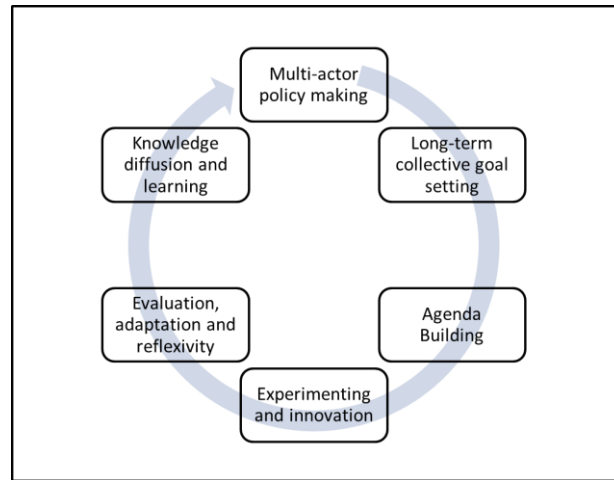 Multi-actor
policy making
Long-term
collective goal
setting
Agenda
Building
Experimenting
and innovation
Evaluation,
adaptation and
reflexivity
Knowledge
diffusion and
learning